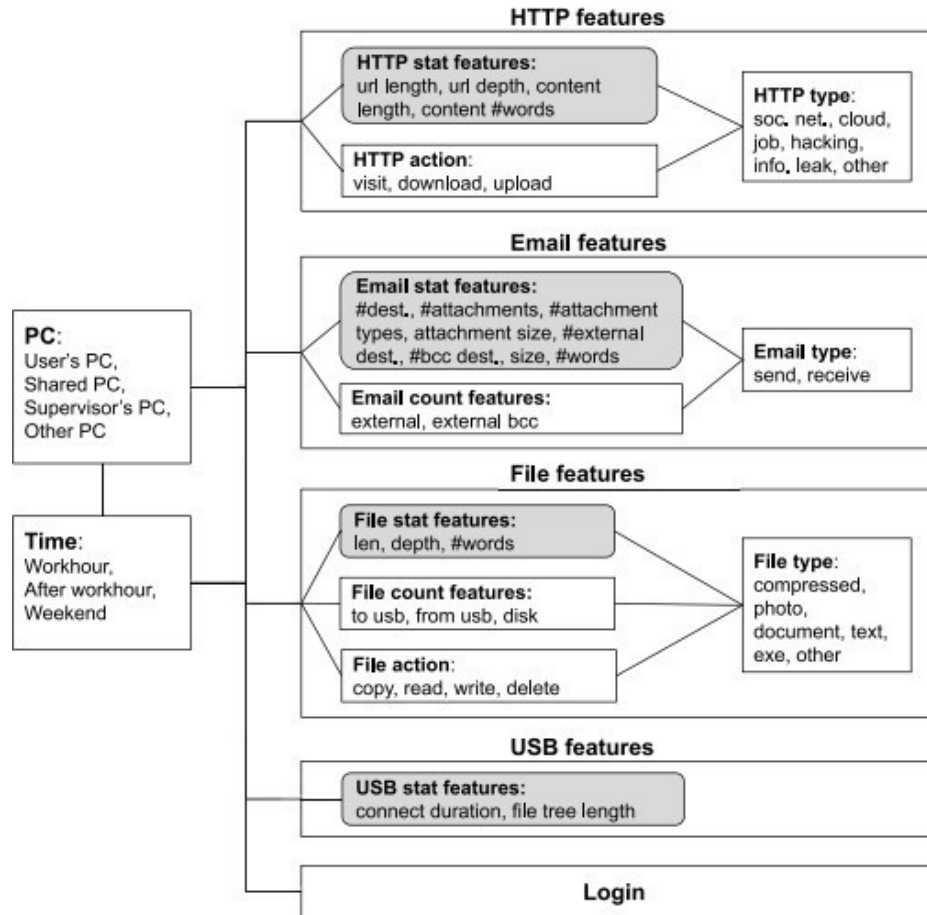 HTTP features
HTTP stat features:
url length, url depth, content
length, content #words
HTTP action:
visit, download, upload
HTTP type:
soc. net., cloud,
job, hacking,
info. leak, other
Email features
Email stat features:
#dest., #attachments, #attachment
types, attachment size, #external
dest., #bcc dest., size, #words
Email count features:
external, external bcc
Email type:
send, receive
PC:
User's PC,
Shared PC,
Supervisor's PC,
Other PC
Time:
Workhour,
After workhour,
Weekend
File features
File stat features:
len, depth, #words
File count features:
to usb, from usb, disk
File action:
copy, read, write, delete
File type:
compressed,
photo,
document, text,
exe, other
USB features
USB stat features:
connect duration, file tree length
Login